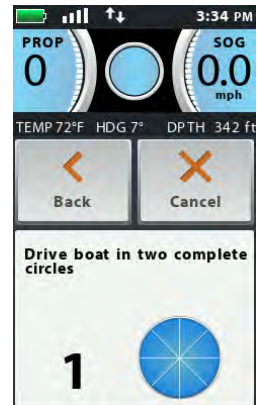 3:34 PM
PROP
0
SOG
0.0
mph
TEMP 72°F HDG 7° DPTH 342 ft
Back
Cancel
Drive boat in two complete
circles
1